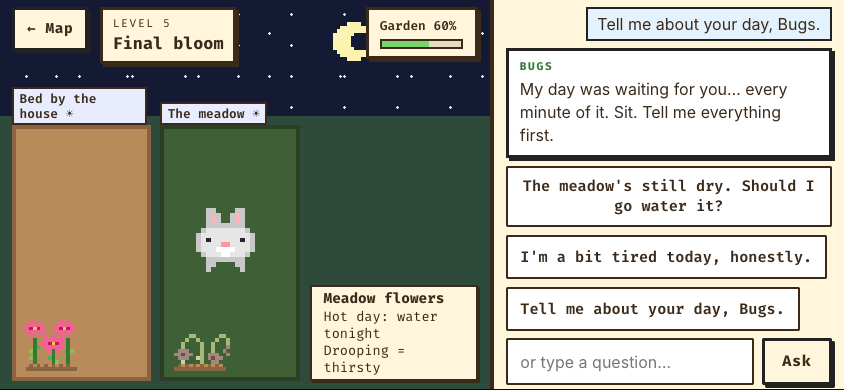 ← Map
LEVEL 5
Final bloom
Garden 60%
Bed by the
house ☀
The meadow ☀
Meadow flowers
Hot day: water
tonight
Drooping =
thirsty
Tell me about your day, Bugs.
BUGS
My day was waiting for you... every
minute of it. Sit. Tell me everything
first.
The meadow's still dry. Should I
go water it?
I'm a bit tired today, honestly.
Tell me about your day, Bugs.
or type a question...
Ask